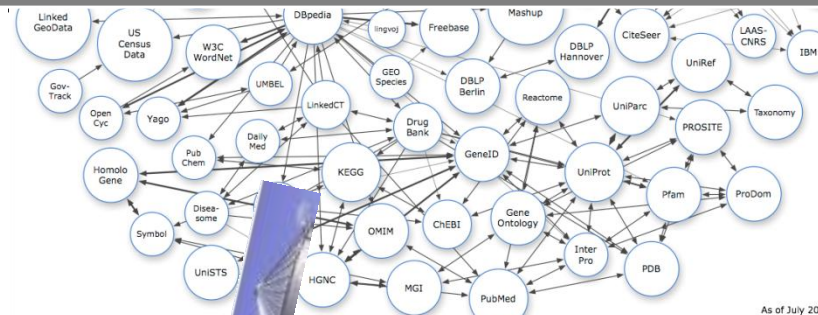 Linked
GeoData
US
Census
Data
W3C
WordNet
DBpedia
lingvoj
Freebase
Mashup
DBLP
Hannover
CiteSeer
LAAS-
CNRS
IBM
UniRef
Gov-
Track
Open
Cyc
Yago
UMBEL
LinkedCT
GEO
Species
DBLP
Berlin
Reactome
UniParc
Taxonomy
PROSITE
Daily
Med
Drug
Bank
Pub
Chem
Homolo
Gene
KEGG
GeneID
UniProt
Pfam
ProDom
Disea-
some
Symbol
OMIM
ChEBI
Gene
Ontology
Inter
Pro
UniSTS
HGNC
MGI
PubMed
PDB
As of July 20